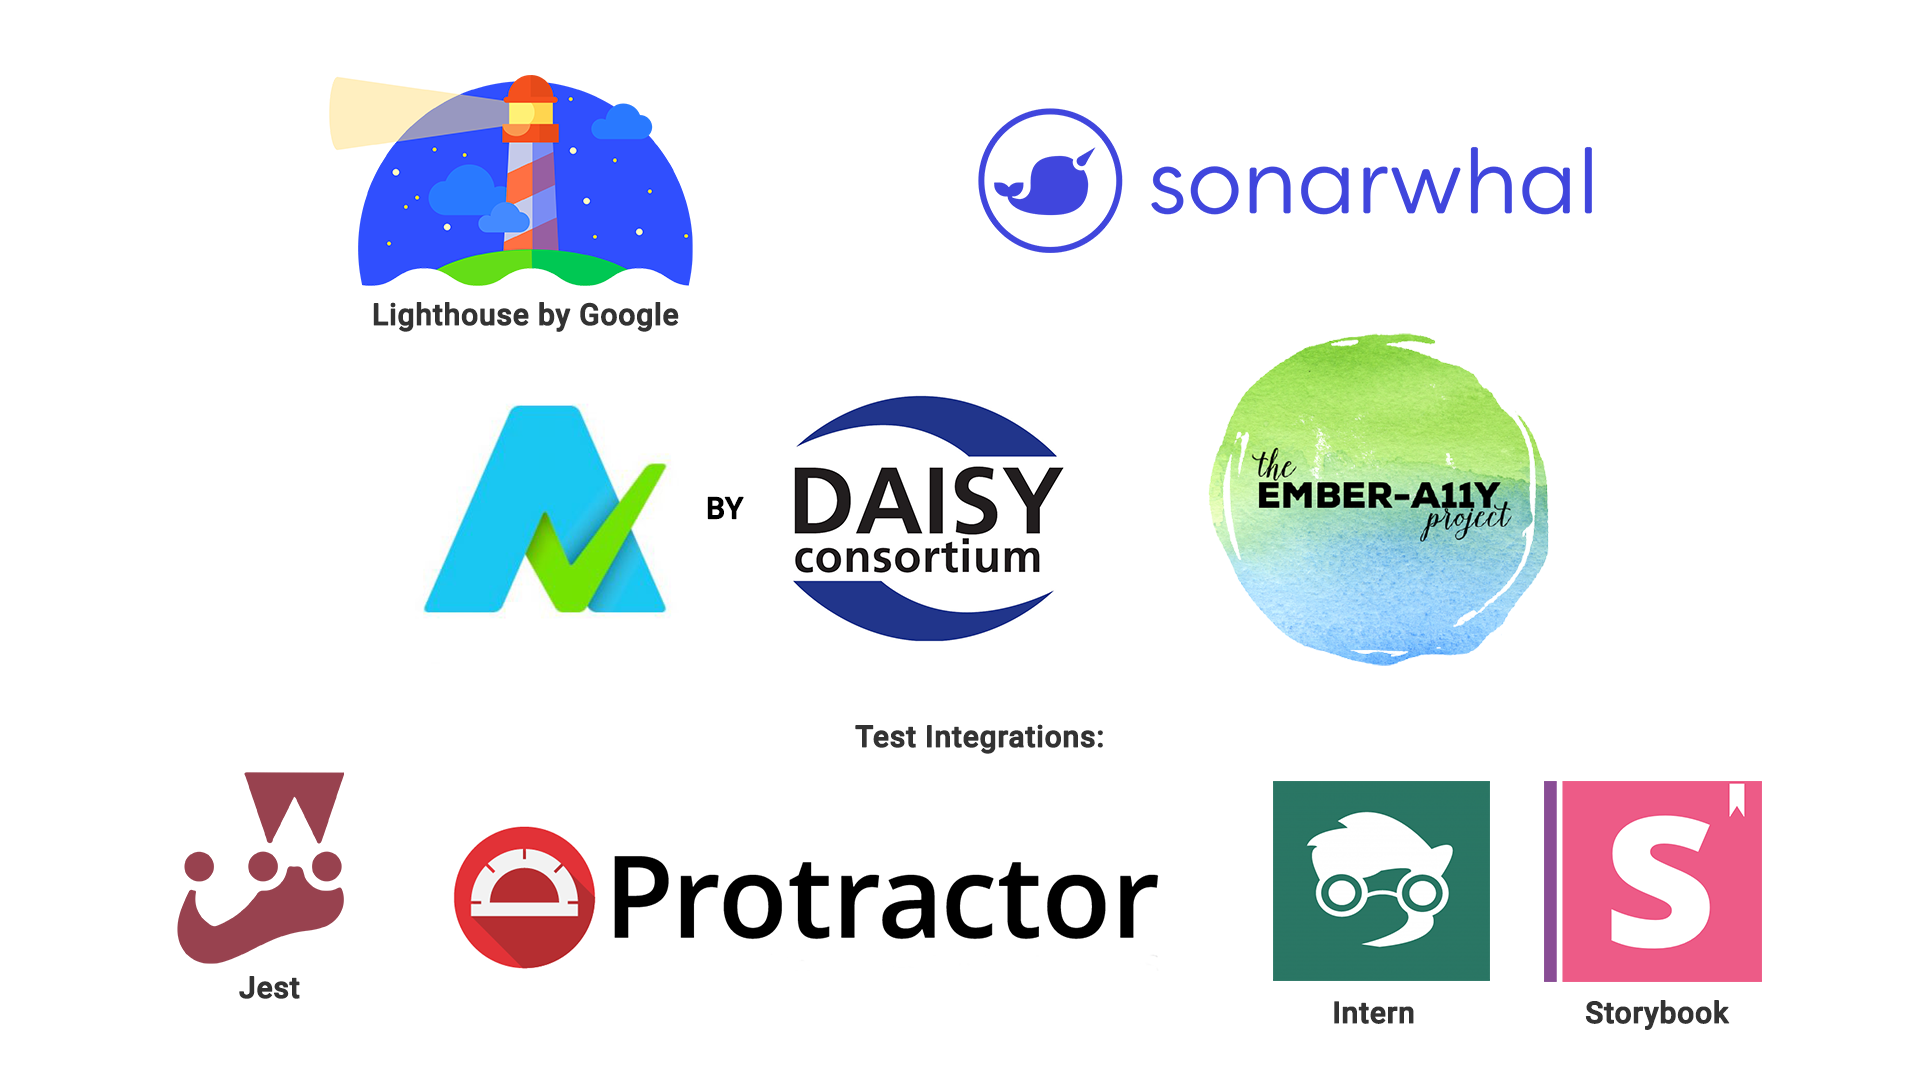 Lighthouse by Google
sonarwhal
BY
DAISY
consortium
the
EMBER-A11Y
project
Test Integrations:
Jest
Protractor
Intern
S
Storybook